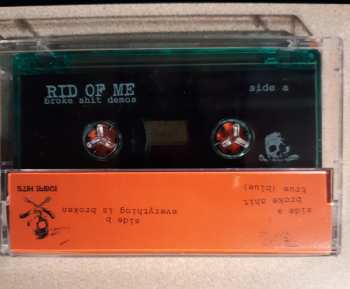 RID OF ME
broke shit demos
side a
side a
broke shit
true (blue)
side b
everything is broken